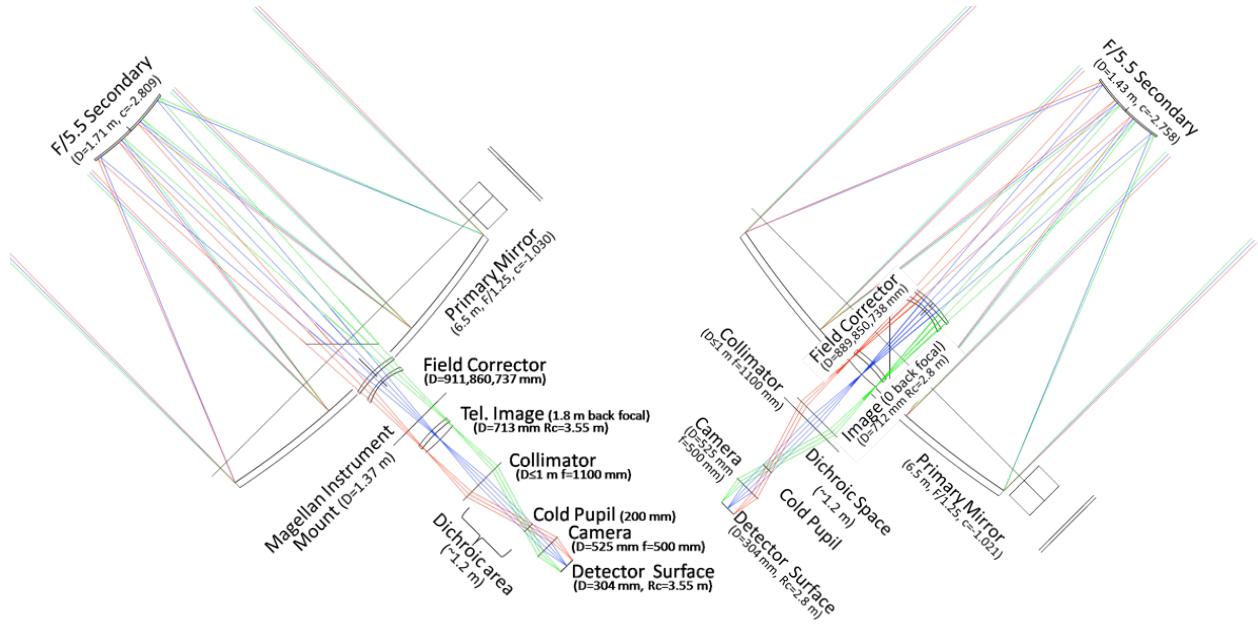 F/5.5 Secondary
(D=1.71 m, c=-2.809)
Primary Mirror
(6.5 m, F/1.25, c=-1.030)
Field Corrector
(D=911,860,737 mm)
Tel. Image (1.8 m back focal)
(D=713 mm Rc=3.55 m)
Collimator
(D≤1 m f=1100 mm)
Magellan Instrument
Mount (D=1.37 m)
Cold Pupil (200 mm)
Camera
(D=525 mm f=500 mm)
Dichroic area
(~1.2 m)
Detector Surface
(D=304 mm, Rc=3.55 m)
F/5.5 Secondary
(D=1.43 m, c=-2.758)
Field Corrector
(D=889,850,738 mm)
Collimator
(D≤1 m f=1100 mm)
Image (0 back focal)
(D=712 mm Rc=2.8 m)
Camera
(D=525 mm
f=500 mm)
Dichroic Space
(~1.2 m)
Cold Pupil
Primary Mirror
(6.5 m, F/1.25, c=-1.021)
Detector Surface
(D=304 mm, Rc=2.8 m)